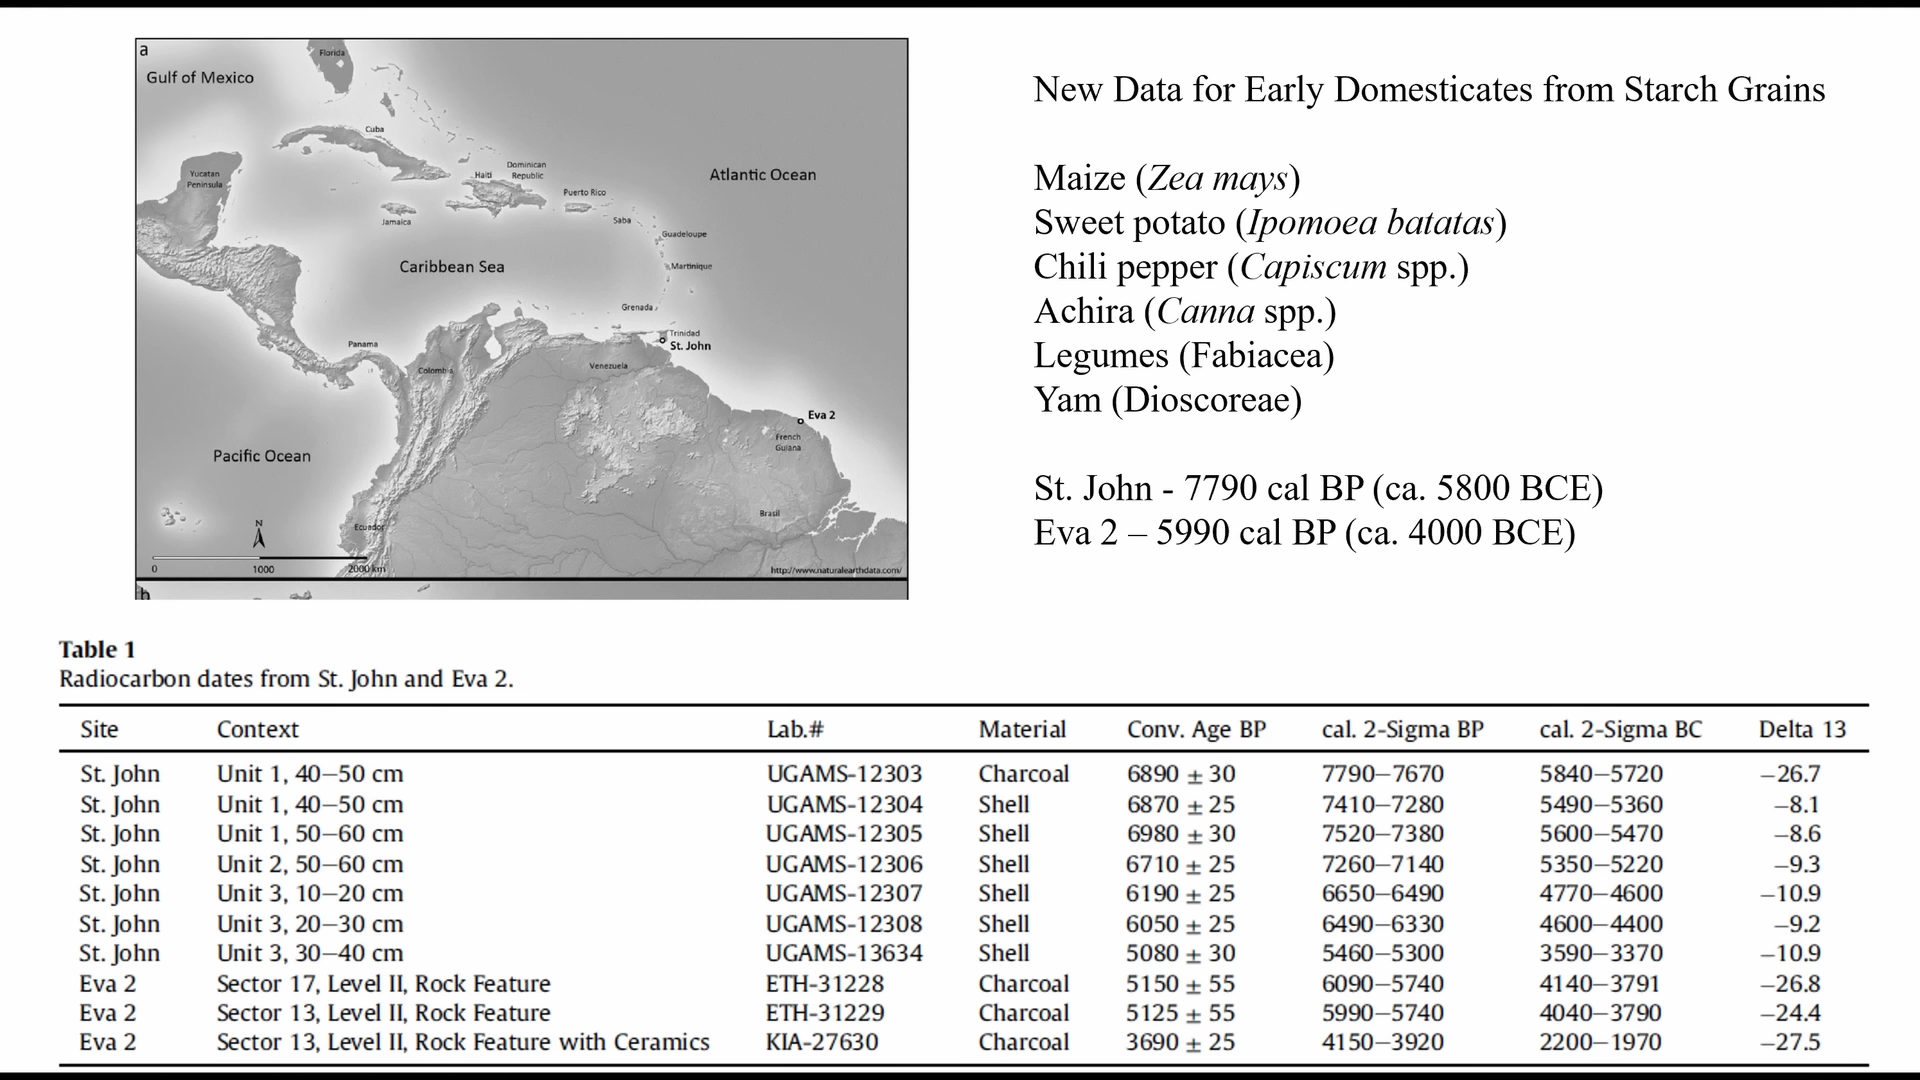 a
Florida
Gulf of Mexico
Cuba
Yucatan
Peninsula
Haiti
Dominican
Republic
Puerto Rico
Atlantic Ocean
Jamaica
Saba
Guadeloupe
Caribbean Sea
Martinique
Grenada
Trinidad
St. John
Panama
Colombia
Venezuela
Eva 2
French
Guiana
Pacific Ocean
Brasil
Ecuador
N
0 1000 2000 km
http://www.naturalearthdata.com/
b
New Data for Early Domesticates from Starch Grains
Maize (Zea mays)
Sweet potato (Ipomoea batatas)
Chili pepper (Capiscum spp.)
Achira (Canna spp.)
Legumes (Fabiacea)
Yam (Dioscoreae)
St. John - 7790 cal BP (ca. 5800 BCE)
Eva 2 – 5990 cal BP (ca. 4000 BCE)
Table 1
Radiocarbon dates from St. John and Eva 2.
Site Context Lab.# Material Conv. Age BP cal. 2-Sigma BP cal. 2-Sigma BC Delta 13
St. John Unit 1, 40–50 cm UGAMS-12303 Charcoal 6890 ± 30 7790–7670 5840–5720 –26.7
St. John Unit 1, 40–50 cm UGAMS-12304 Shell 6870 ± 25 7410–7280 5490–5360 –8.1
St. John Unit 1, 50–60 cm UGAMS-12305 Shell 6980 ± 30 7520–7380 5600–5470 –8.6
St. John Unit 2, 50–60 cm UGAMS-12306 Shell 6710 ± 25 7260–7140 5350–5220 –9.3
St. John Unit 3, 10–20 cm UGAMS-12307 Shell 6190 ± 25 6650–6490 4770–4600 –10.9
St. John Unit 3, 20–30 cm UGAMS-12308 Shell 6050 ± 25 6490–6330 4600–4400 –9.2
St. John Unit 3, 30–40 cm UGAMS-13634 Shell 5080 ± 30 5460–5300 3590–3370 –10.9
Eva 2 Sector 17, Level II, Rock Feature ETH-31228 Charcoal 5150 ± 55 6090–5740 4140–3791 –26.8
Eva 2 Sector 13, Level II, Rock Feature ETH-31229 Charcoal 5125 ± 55 5990–5740 4040–3790 –24.4
Eva 2 Sector 13, Level II, Rock Feature with Ceramics KIA-27630 Charcoal 3690 ± 25 4150–3920 2200–1970 –27.5